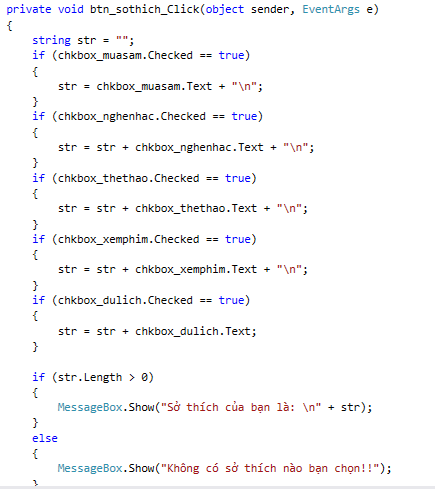 private void btn_sothich_Click(object sender, EventArgs e)
{
    string str = "";
    if (chkbox_muasam.Checked == true)
    {
        str = chkbox_muasam.Text + "\n";
    }
    if (chkbox_nghenhac.Checked == true)
    {
        str = str + chkbox_nghenhac.Text + "\n";
    }
    if (chkbox_thethao.Checked == true)
    {
        str = str + chkbox_thethao.Text + "\n";
    }
    if (chkbox_xemphim.Checked == true)
    {
        str = str + chkbox_xemphim.Text + "\n";
    }
    if (chkbox_dulich.Checked == true)
    {
        str = str + chkbox_dulich.Text;
    }
    if (str.Length > 0)
    {
        MessageBox.Show("Sở thích của bạn là: \n" + str);
    }
    else
    {
        MessageBox.Show("Không có sở thích nào bạn chọn!!");
    }